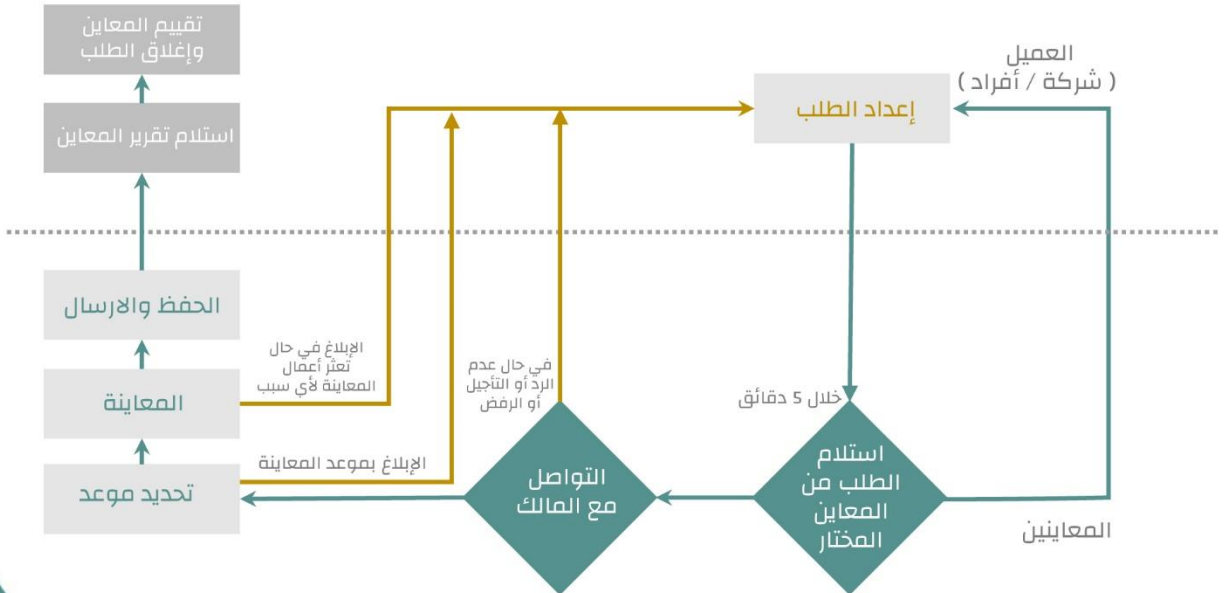 العميل
( شركة / أفراد )
إعداد الطلب
تقييم المعاين
وإغلاق الطلب
استلام تقرير المعاين
الحفظ والارسال
الإبلاغ في حال
تعثر أعمال
المعاينة لأي سبب
في حال عدم
الرد أو التأجيل
أو الرفض
خلال 5 دقائق
المعاينة
الإبلاغ بموعد المعاينة
تحديد موعد
التواصل
مع المالك
استلام
الطلب من
المعاين
المختار
المعاينين